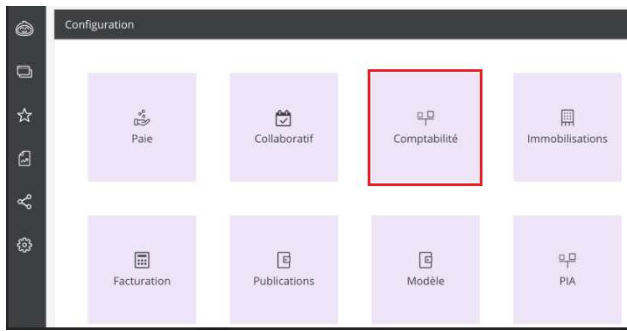 Configuration
Paie
Collaboratif
Comptabilité
Immobilisations
Facturation
Publications
Modèle
PIA